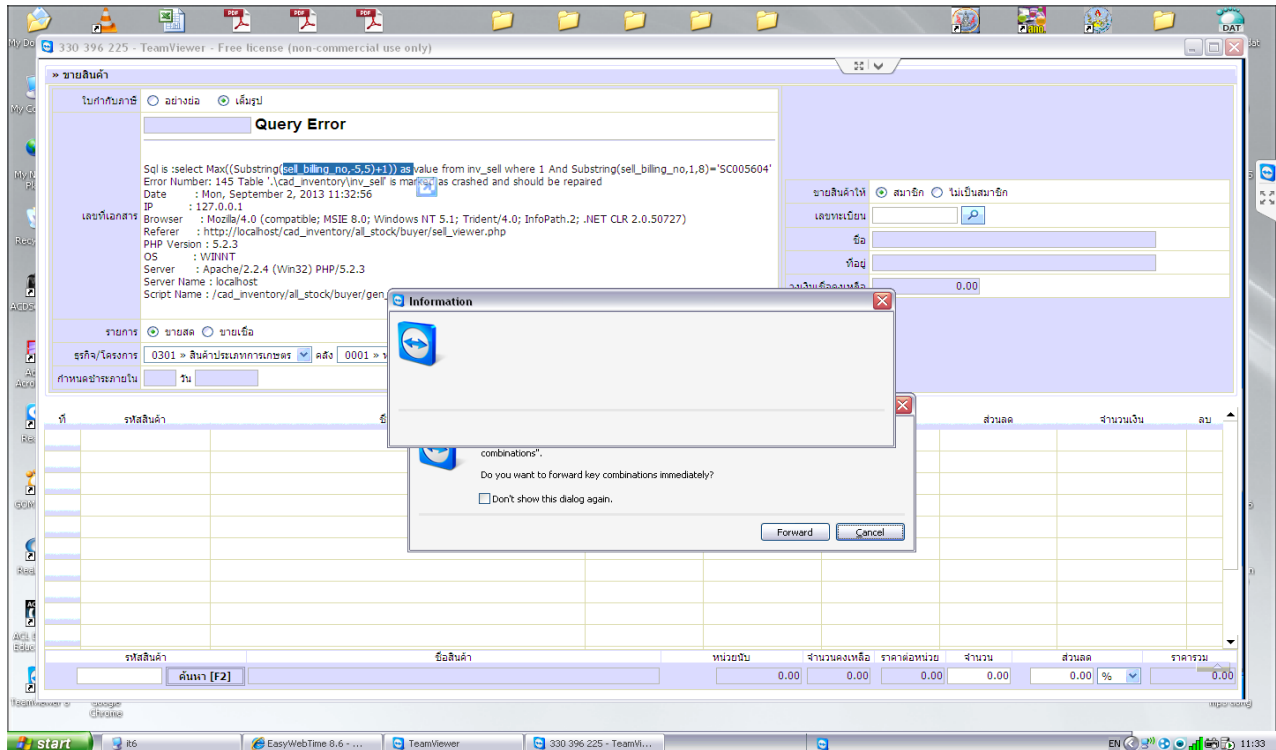 330 396 225 - TeamViewer - Free license (non-commercial use only)
» ขายสินค้า
ใบกำกับภาษี อย่างย่อ เต็มรูป
Query Error
Sql is :select Max((Substring(sell_billing_no,-5,5)+1)) as value from inv_sell where 1 And Substring(sell_billing_no,1,8)='SC005604'
Error Number: 145 Table '.\cad_inventory\inv_sell' is marked as crashed and should be repaired
Date : Mon, September 2, 2013 11:32:56
IP : 127.0.0.1
เลขที่เอกสาร
Browser : Mozilla/4.0 (compatible; MSIE 8.0; Windows NT 5.1; Trident/4.0; InfoPath.2; .NET CLR 2.0.50727)
Referer : http://localhost/cad_inventory/all_stock/buyer/sell_viewer.php
PHP Version : 5.2.3
OS : WINNT
Server : Apache/2.2.4 (Win32) PHP/5.2.3
Server Name : localhost
Script Name : /cad_inventory/all_stock/buyer/gen_
ขายสินค้าให้ สมาชิก ไม่เป็นสมาชิก
เลขทะเบียน
ชื่อ
ที่อยู่
วงเงินเชื่อคงเหลือ 0.00
รายการ ขายสด ขายเชื่อ
ธุรกิจ/โครงการ 0301 » สินค้าประเภทการเกษตร คลัง 0001 »
กำหนดชำระภายใน วัน
Information
combinations".
Do you want to forward key combinations immediately?
Don't show this dialog again.
Forward Cancel
ที่ รหัสสินค้า ส่วนลด จำนวนเงิน ลบ
รหัสสินค้า ชื่อสินค้า หน่วยนับ จำนวนคงเหลือ ราคาต่อหน่วย จำนวน ส่วนลด ราคารวม
ค้นหา [F2] 0.00 0.00 0.00 0.00 0.00 % 0.00
Google
Chrome
start it6 EasyWebTime 8.6 - ... TeamViewer 330 396 225 - TeamVi... EN 11:33